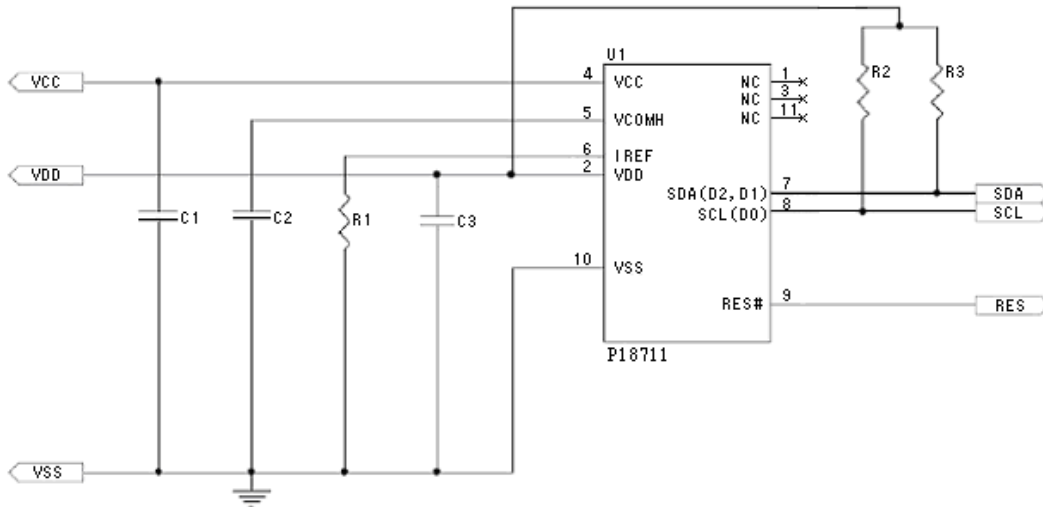 U1
R2
R3
VCC
4
VCC
NC
1
NC
3
NC
11
5
VCOMH
6
IREF
VDD
2
VDD
SDA(D2,D1)
7
SDA
SCL(D0)
8
SCL
C1
C2
R1
C3
10
VSS
RES#
9
RES
P18711
VSS